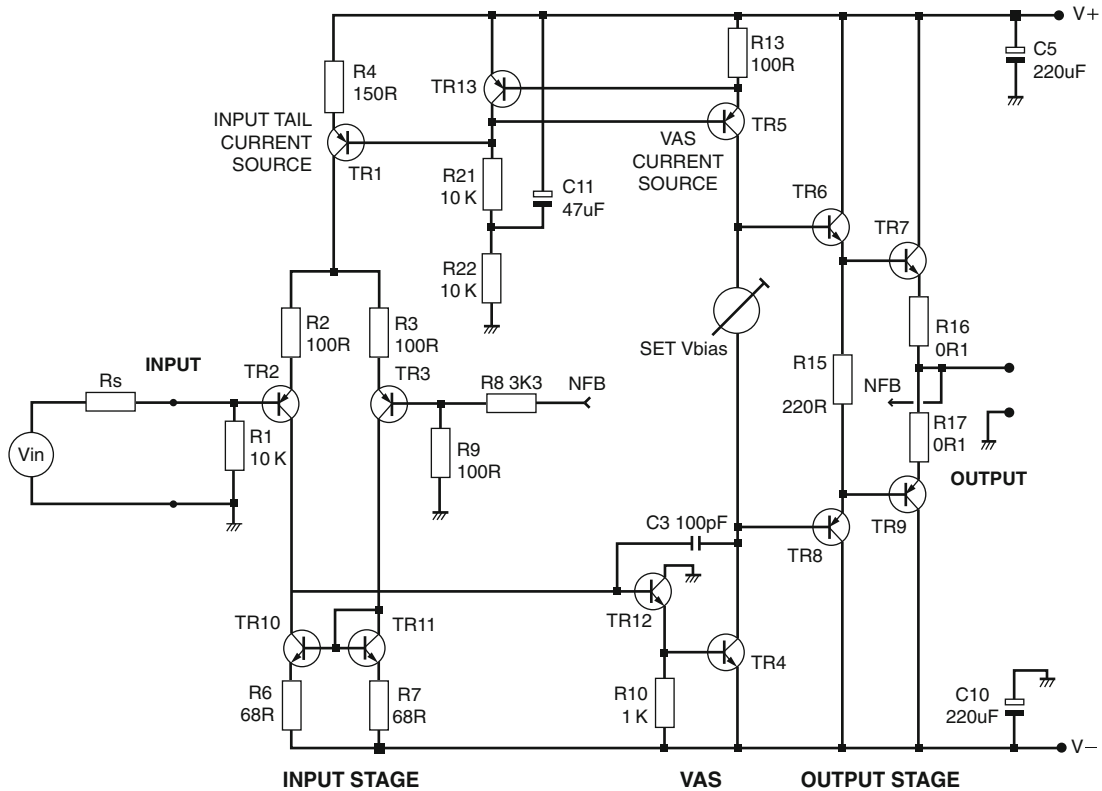 V+
R4
150R
TR13
R13
100R
C5
220uF
INPUT TAIL
CURRENT
SOURCE
TR1
VAS
CURRENT
SOURCE
TR5
R21
10 K
C11
47uF
TR6
TR7
R22
10 K
R2
100R
R3
100R
SET Vbias
R16
0R1
INPUT
Rs
TR2
TR3
R8 3K3
NFB
R15
220R
NFB
R17
0R1
Vin
R1
10 K
R9
100R
OUTPUT
C3 100pF
TR8
TR9
TR10
TR11
TR12
TR4
R6
68R
R7
68R
R10
1 K
C10
220uF
V−
INPUT STAGE
VAS
OUTPUT STAGE